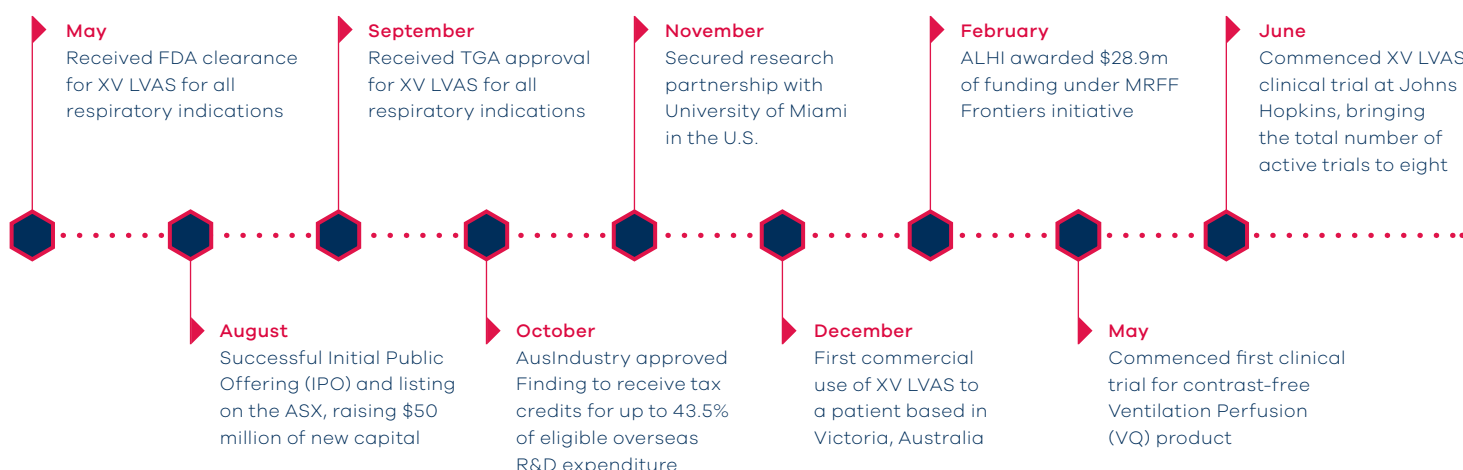 May
Received FDA clearance
for XV LVAS for all
respiratory indications
August
Successful Initial Public
Offering (IPO) and listing
on the ASX, raising $50
million of new capital
September
Received TGA approval
for XV LVAS for all
respiratory indications
October
AusIndustry approved
Finding to receive tax
credits for up to 43.5%
of eligible overseas
R&D expenditure
November
Secured research
partnership with
University of Miami
in the U.S.
December
First commercial
use of XV LVAS to
a patient based in
Victoria, Australia
February
ALHI awarded $28.9m
of funding under MRFF
Frontiers initiative
May
Commenced first clinical
trial for contrast-free
Ventilation Perfusion
(VQ) product
June
Commenced XV LVAS
clinical trial at Johns
Hopkins, bringing
the total number of
active trials to eight